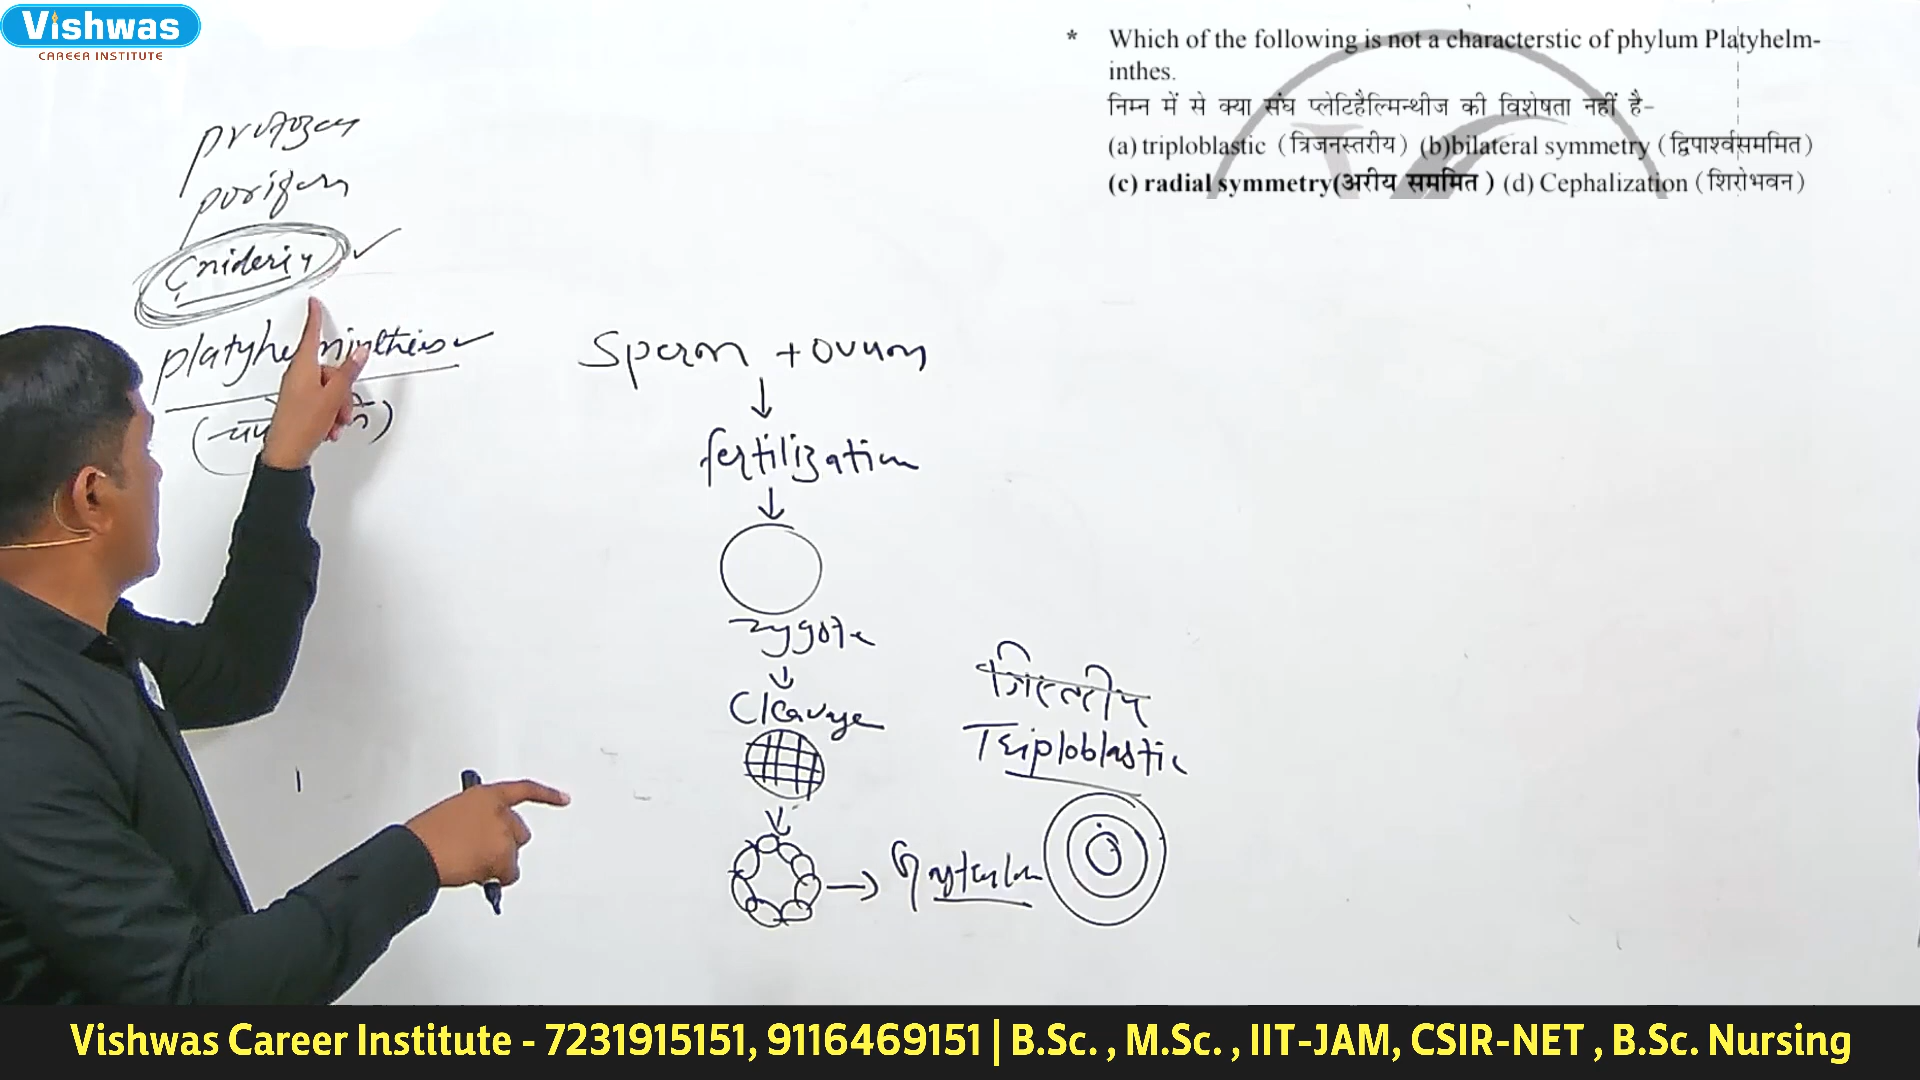 Vishwas
CAREER INSTITUTE
* Which of the following is not a characterstic of phylum Platyhelm-
inthes.
निम्न में से क्या संघ प्लेटिहैल्मिन्थीज की विशेषता नहीं है-
(a) triploblastic (त्रिजनस्तरीय) (b)bilateral symmetry (द्विपार्श्वसममित)
(c) radial symmetry(अरीय सममित ) (d) Cephalization (शिरोभवन)
protozoa
porifera
Cnideria
Sperm + Ovum
fertilization
zygote
Cleavage
Triploblastic
Vishwas Career Institute - 7231915151, 9116469151 | B.Sc. , M.Sc. , IIT-JAM, CSIR-NET , B.Sc. Nursing